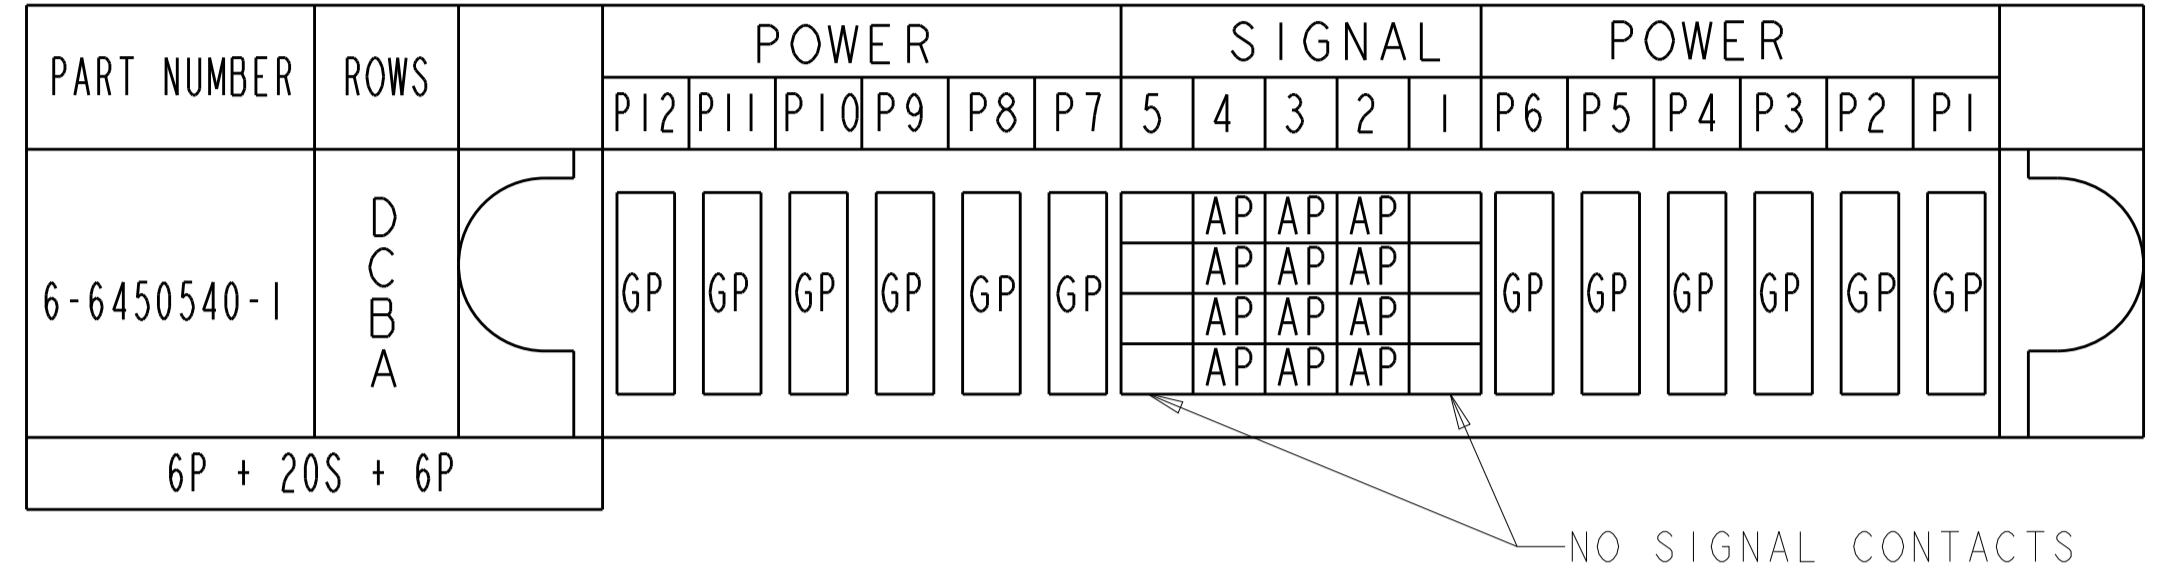 PART NUMBER ROWS POWER SIGNAL POWER
P12 P11 P10 P9 P8 P7 5 4 3 2 1 P6 P5 P4 P3 P2 P1
6-6450540-1
D
C
B
A
GP GP GP GP GP GP
AP AP AP
AP AP AP
AP AP AP
AP AP AP
GP GP GP GP GP GP
6P + 20S + 6P
NO SIGNAL CONTACTS